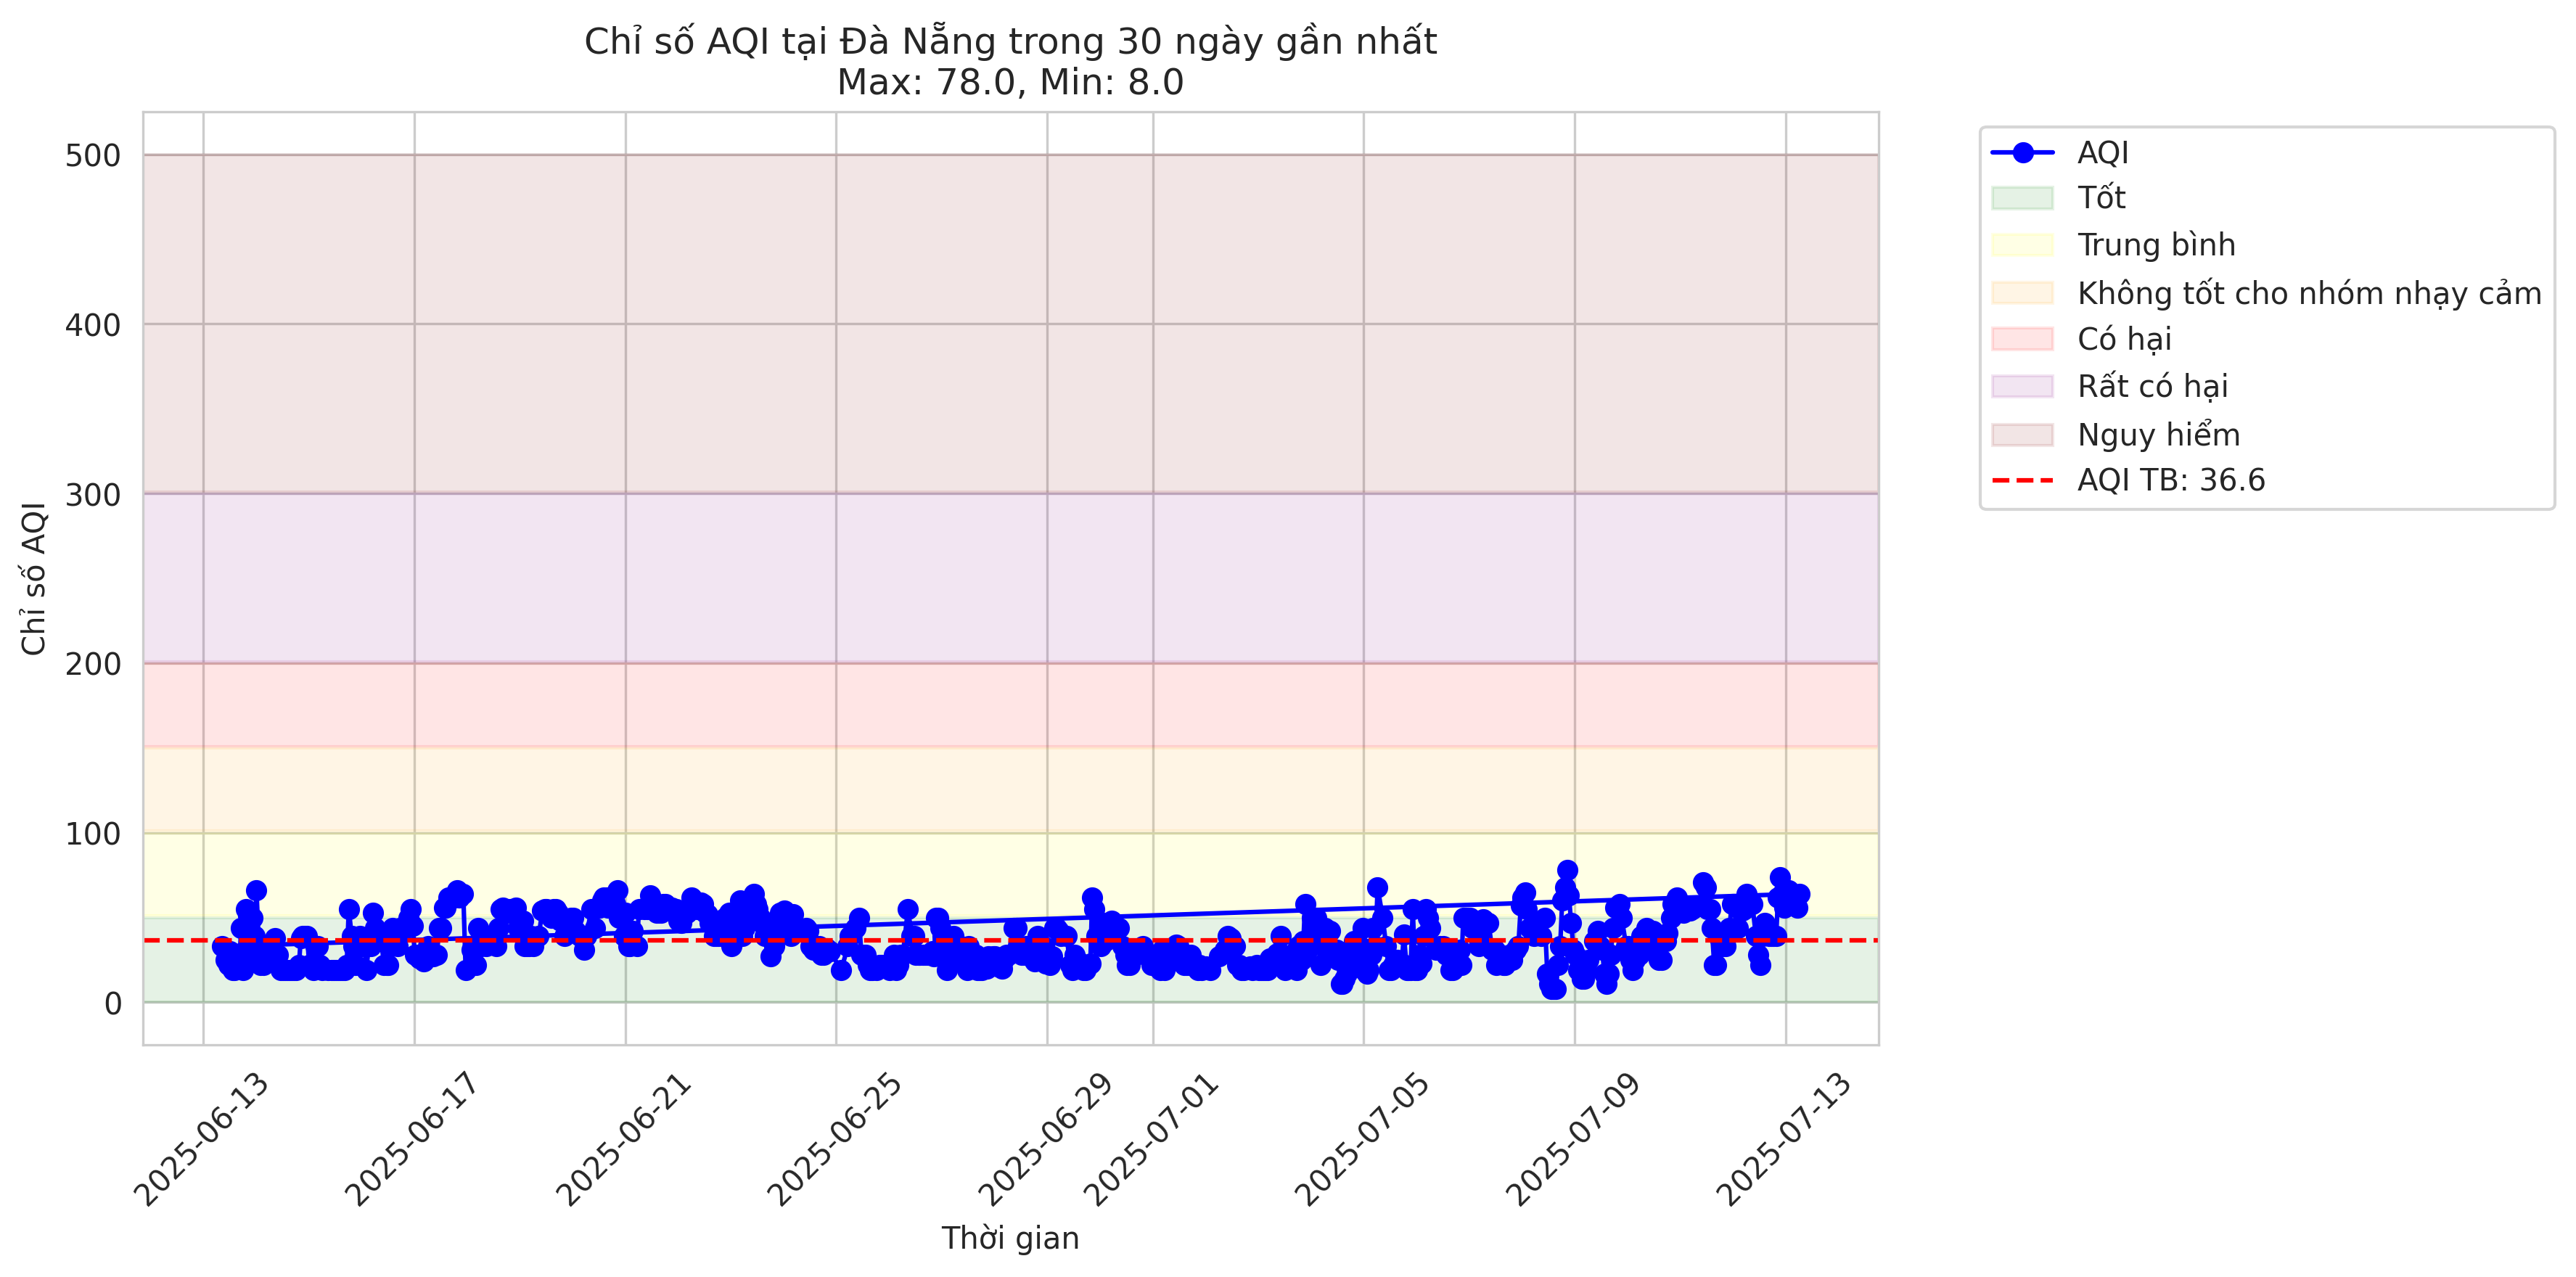 Chỉ số AQI tại Đà Nẵng trong 30 ngày gần nhất
Max: 78.0, Min: 8.0
Chỉ số AQI
500
400
300
200
100
0
2025-06-13
2025-06-17
2025-06-21
2025-06-25
2025-06-29
2025-07-01
2025-07-05
2025-07-09
2025-07-13
Thời gian
AQI
Tốt
Trung bình
Không tốt cho nhóm nhạy cảm
Có hại
Rất có hại
Nguy hiểm
AQI TB: 36.6